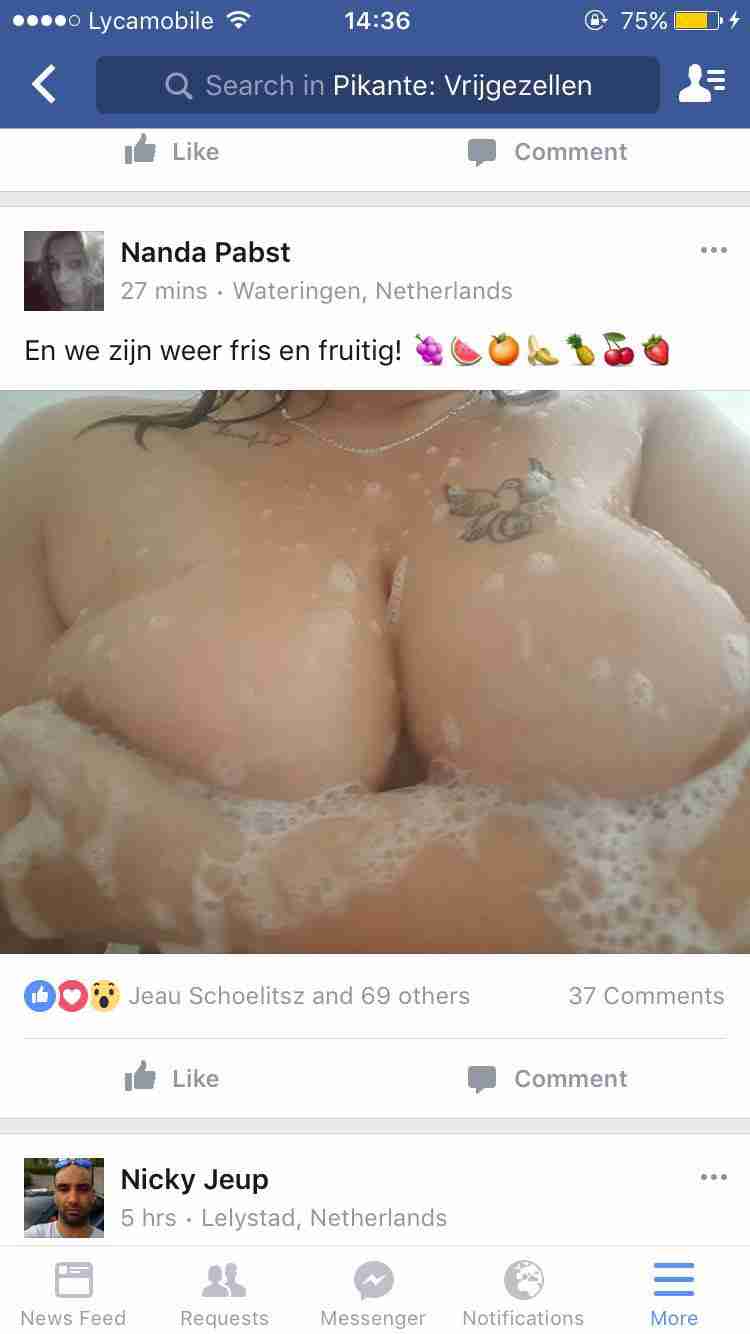 Lycamobile 14:36 75%
Search in Pikante: Vrijgezellen
Like Comment
Nanda Pabst
27 mins · Wateringen, Netherlands
En we zijn weer fris en fruitig! 🍇🍉🍊🍌🍍🍒🍓
Jeau Schoelitsz and 69 others 37 Comments
Like Comment
Nicky Jeup
5 hrs · Lelystad, Netherlands
News Feed Requests Messenger Notifications More